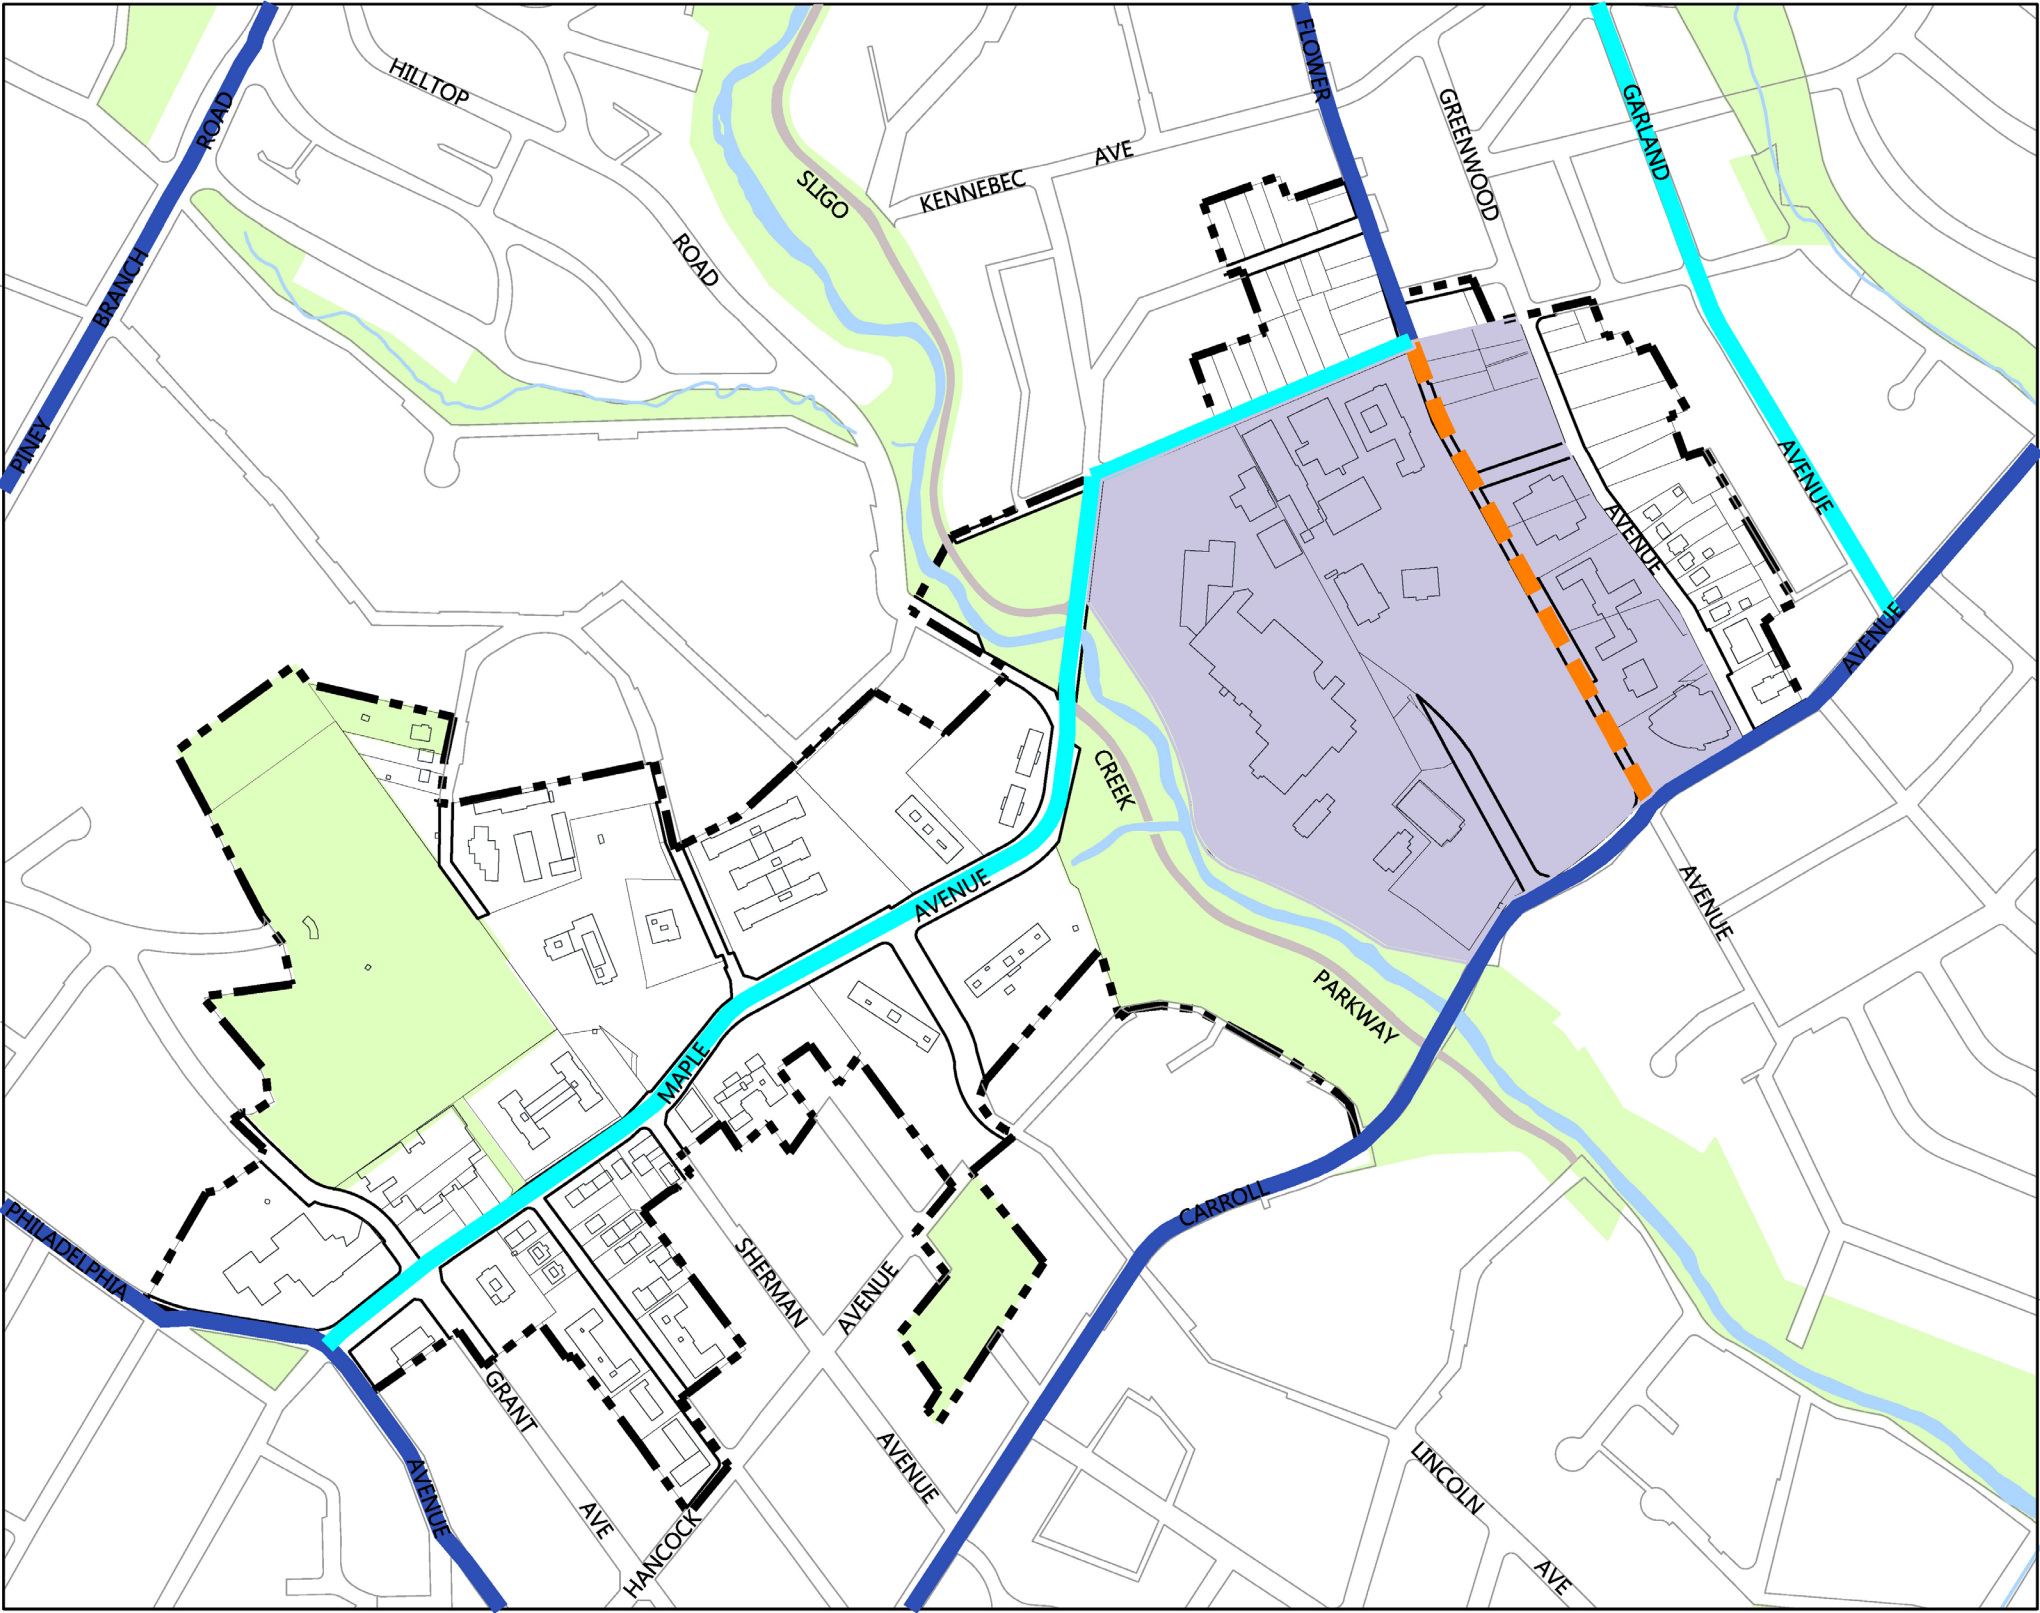 HILLTOP
ROAD
ROAD
BRANCH
PINEY
SLIGO
KENNEBEC
AVE
FLOWER
GREENWOOD
AVENUE
GARLAND
AVENUE
AVENUE
CREEK
PARKWAY
AVENUE
AVENUE
MAPLE
CARROLL
PHILADELPHIA
AVENUE
SHERMAN
AVENUE
AVENUE
GRANT
AVE
HANCOCK
LINCOLN
AVE